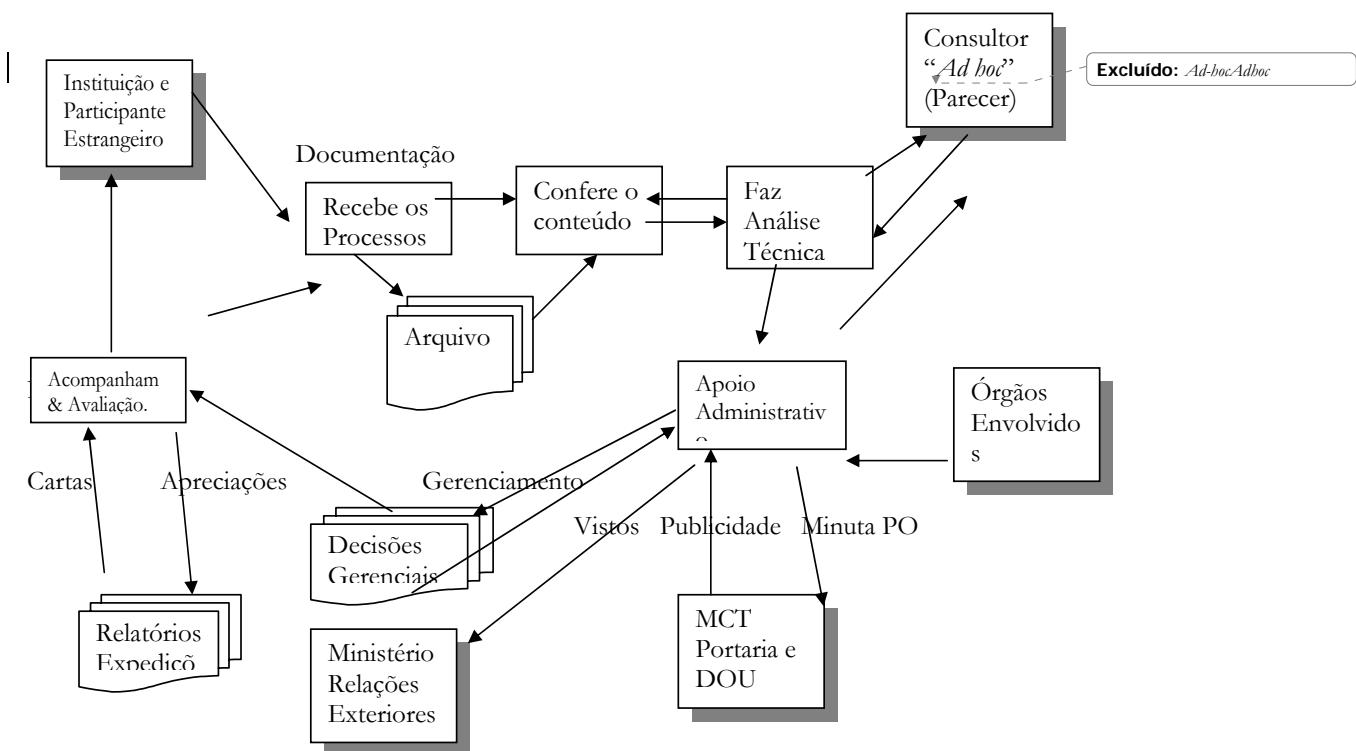 Consultor
“Ad hoc”
(Parecer)
Excluído: Ad-hocAdhoc
Instituição e
Participante
Estrangeiro
Documentação
Recebe os
Processos
Confere o
conteúdo
Faz
Análise
Técnica
Arquivo
Acompanham
& Avaliação.
Apoio
Administrativ
o
Órgãos
Envolvido
s
Cartas
Apreciações
Gerenciamento
Vistos
Publicidade
Minuta PO
Decisões
Gerenciais
Relatórios
Expediçõ
Ministério
Relações
Exteriores
MCT
Portaria e
DOU